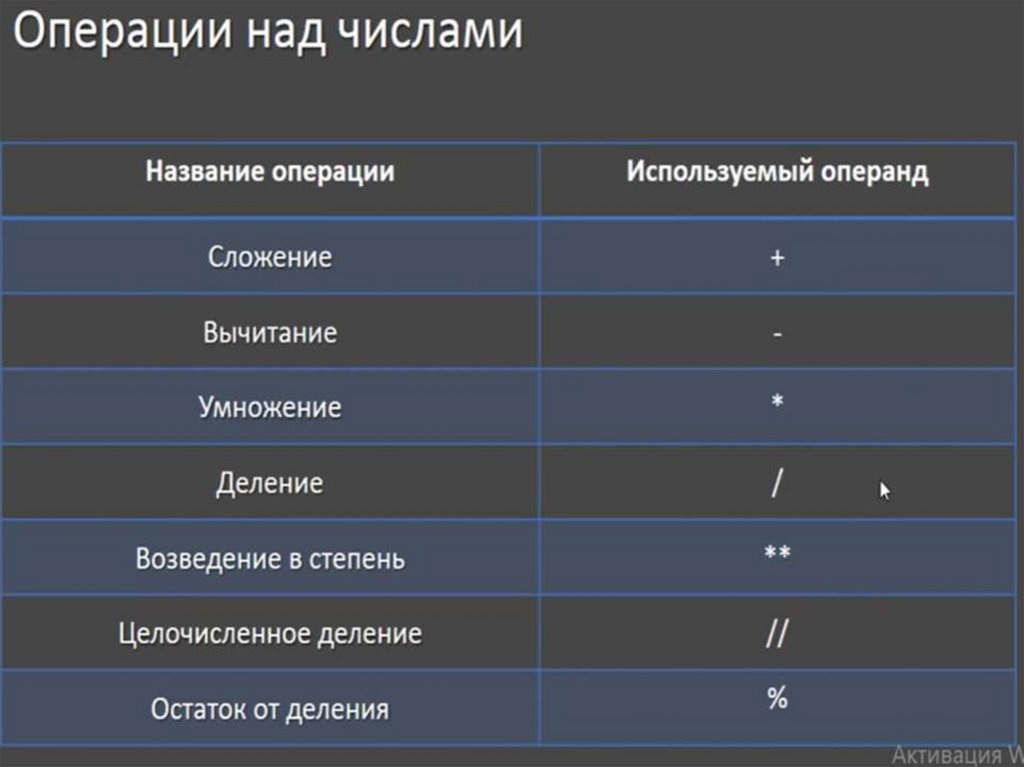 Операции над числами
Название операции Используемый операнд
Сложение +
Вычитание -
Умножение *
Деление /
Возведение в степень **
Целочисленное деление //
Остаток от деления %
Активация W